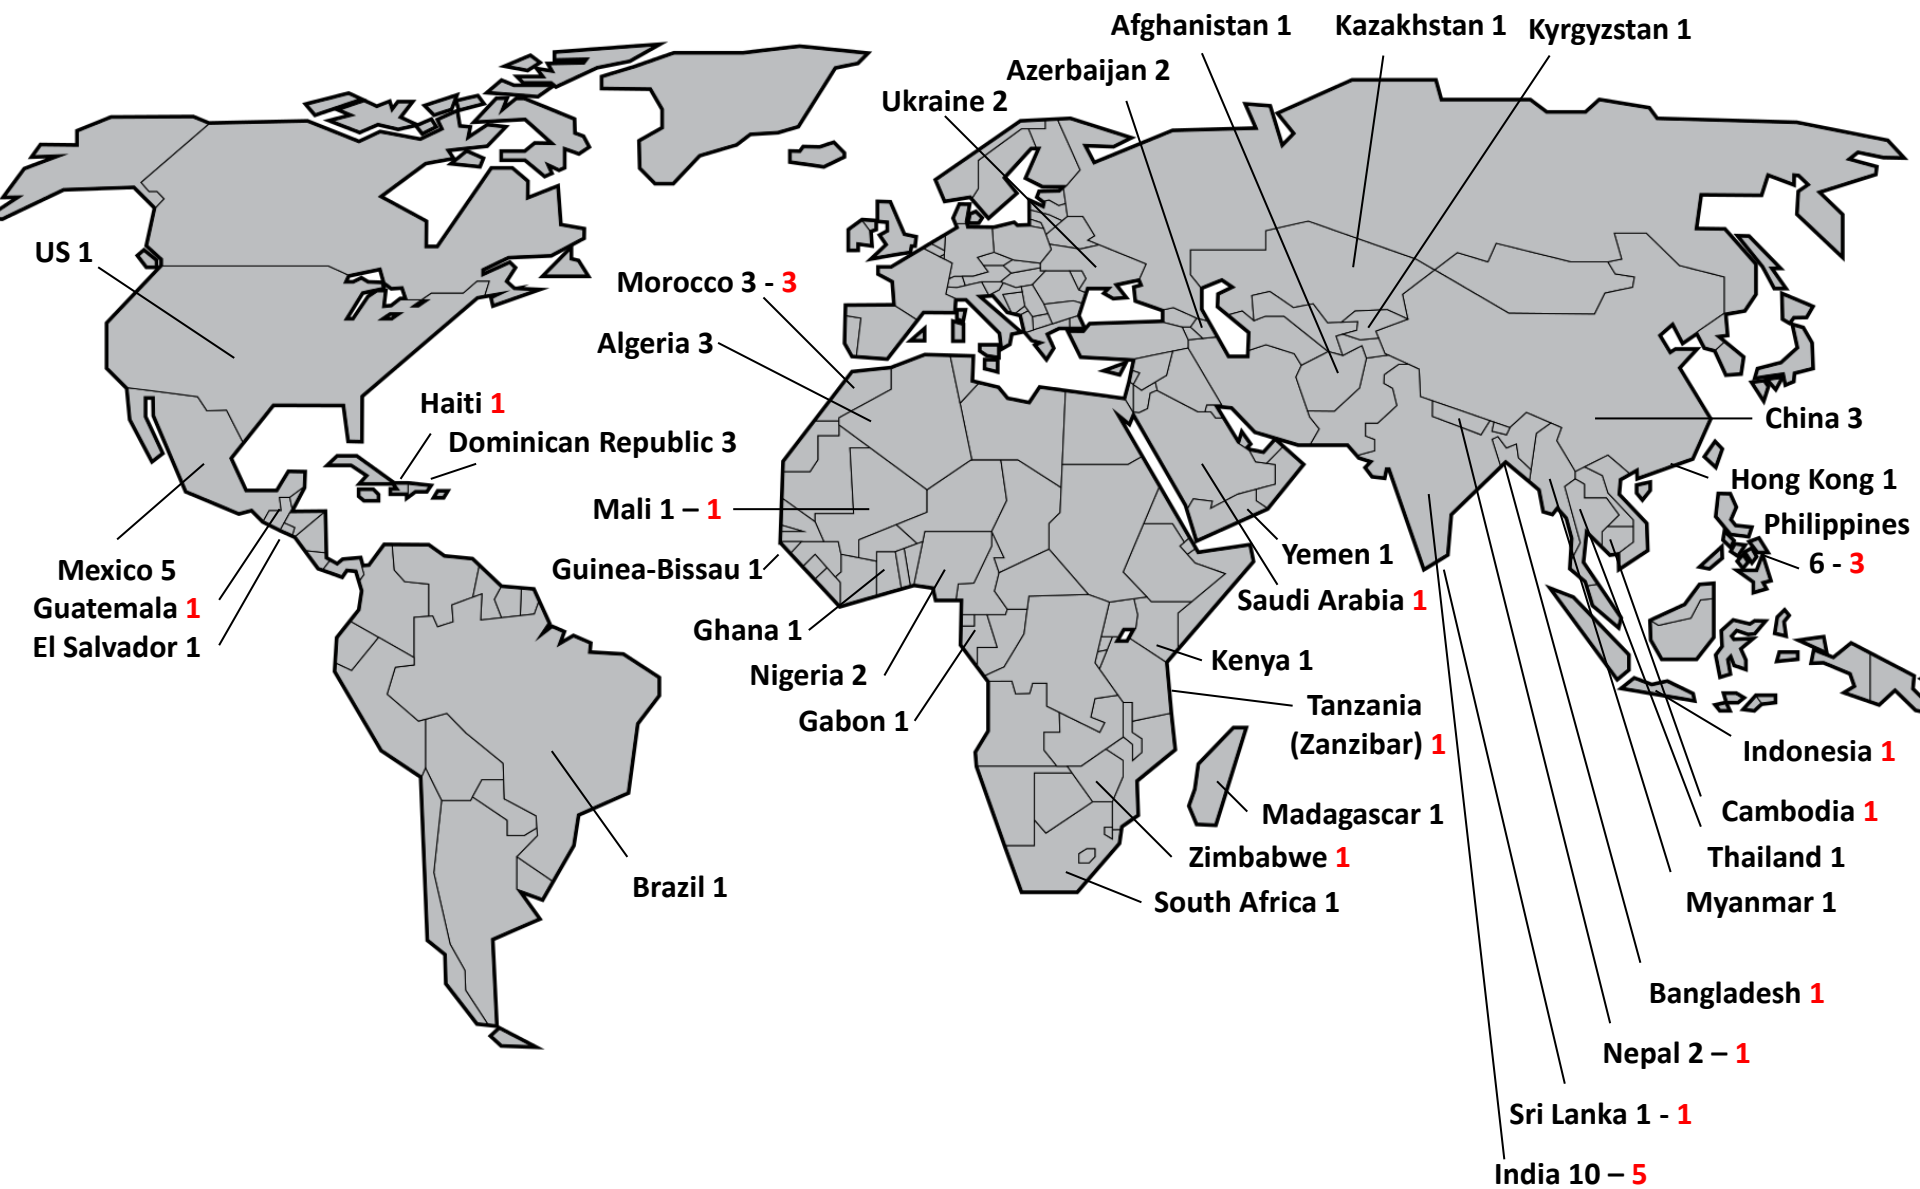 Afghanistan 1
Kazakhstan 1
Kyrgyzstan 1
Azerbaijan 2
Ukraine 2
US 1
Morocco 3 - 3
Algeria 3
Haiti 1
Dominican Republic 3
China 3
Hong Kong 1
Mali 1 – 1
Philippines
6 - 3
Yemen 1
Guinea-Bissau 1
Mexico 5
Saudi Arabia 1
Guatemala 1
Ghana 1
El Salvador 1
Kenya 1
Nigeria 2
Tanzania
(Zanzibar) 1
Gabon 1
Indonesia 1
Cambodia 1
Madagascar 1
Thailand 1
Zimbabwe 1
Brazil 1
South Africa 1
Myanmar 1
Bangladesh 1
Nepal 2 – 1
Sri Lanka 1 - 1
India 10 – 5